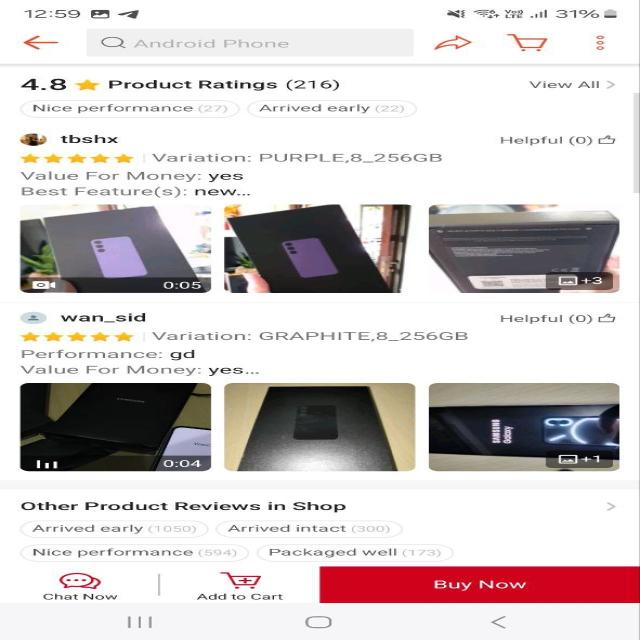 12:59 31%
Android Phone
4.8 Product Ratings (216) View All >
Nice performance (27) Arrived early (22)
tbshx Helpful (0)
Variation: PURPLE,8_256GB
Value For Money: yes
Best Feature(s): new...
0:05 +3
wan_sid Helpful (0)
Variation: GRAPHITE,8_256GB
Performance: gd
Value For Money: yes...
SAMSUNG
Galaxy
0:04 +1
Other Product Reviews in Shop >
Arrived early (1050) Arrived intact (300)
Nice performance (594) Packaged well (173)
Chat Now Add to Cart Buy Now